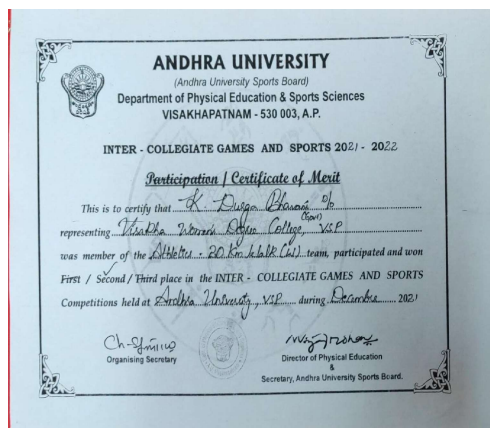 ANDHRA UNIVERSITY
(Andhra University Sports Board)
Department of Physical Education & Sports Sciences
VISAKHAPATNAM - 530 003, A.P.
INTER - COLLEGIATE GAMES AND SPORTS 2021 - 2022
Participation / Certificate of Merit
This is to certify that K Durga Bhavani
representing Visakha Women's Degree College, (Govt) VSP
was member of the Athletics - 20 Km Walk (W) team, participated and won
First / Second / Third place in the INTER - COLLEGIATE GAMES AND SPORTS
Competitions held at Andhra University, VSP during December 2021
Organising Secretary
Director of Physical Education
&
Secretary, Andhra University Sports Board.